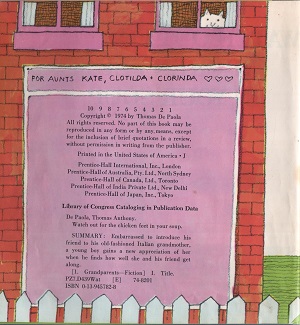 FOR AUNTS KATE, CLOTILDA + CLORINDA ♡♡♡
10 9 8 7 6 5 4 3 2 1
Copyright © 1974 by Thomas De Paola
All rights reserved. No part of this book may be
reproduced in any form or by any means, except
for the inclusion of brief quotations in a review,
without permission in writing from the publisher.
Printed in the United States of America • J
Prentice-Hall International, Inc., London
Prentice-Hall of Australia, Pty. Ltd., North Sydney
Prentice-Hall of Canada, Ltd., Toronto
Prentice-Hall of India Private Ltd., New Delhi
Prentice-Hall of Japan, Inc., Tokyo
Library of Congress Cataloging in Publication Data
De Paola, Thomas Anthony.
Watch out for the chicken feet in your soup.
SUMMARY: Embarrassed to introduce his
friend to his old-fashioned Italian grandmother,
a young boy gains a new appreciation of her
when he finds how well she and his friend get
along.
[1. Grandparents—Fiction] I. Title.
PZ7.D439Wat [E] 74-8201
ISBN 0-13-945782-8